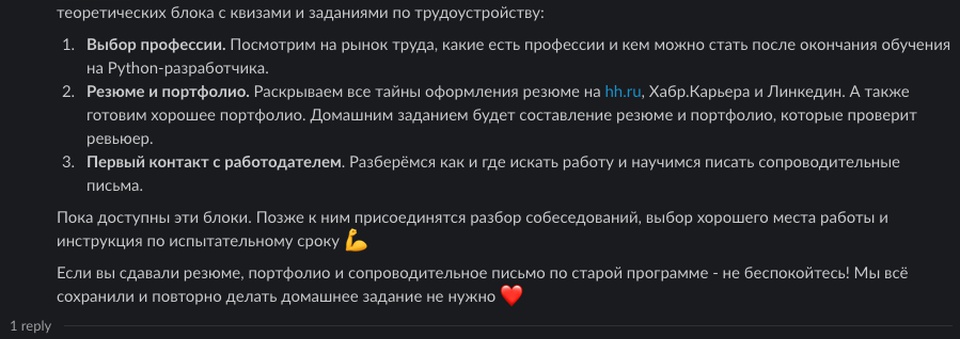 теоретических блока с квизами и заданиями по трудоустройству:
1. Выбор профессии. Посмотрим на рынок труда, какие есть профессии и кем можно стать после окончания обучения
на Python-разработчика.
2. Резюме и портфолио. Раскрываем все тайны оформления резюме на hh.ru, Хабр.Карьера и Линкедин. А также
готовим хорошее портфолио. Домашним заданием будет составление резюме и портфолио, которые проверит
ревьюер.
3. Первый контакт с работодателем. Разберёмся как и где искать работу и научимся писать сопроводительные
письма.
Пока доступны эти блоки. Позже к ним присоединятся разбор собеседований, выбор хорошего места работы и
инструкция по испытательному сроку 💪
Если вы сдавали резюме, портфолио и сопроводительное письмо по старой программе - не беспокойтесь! Мы всё
сохранили и повторно делать домашнее задание не нужно ❤️
1 reply